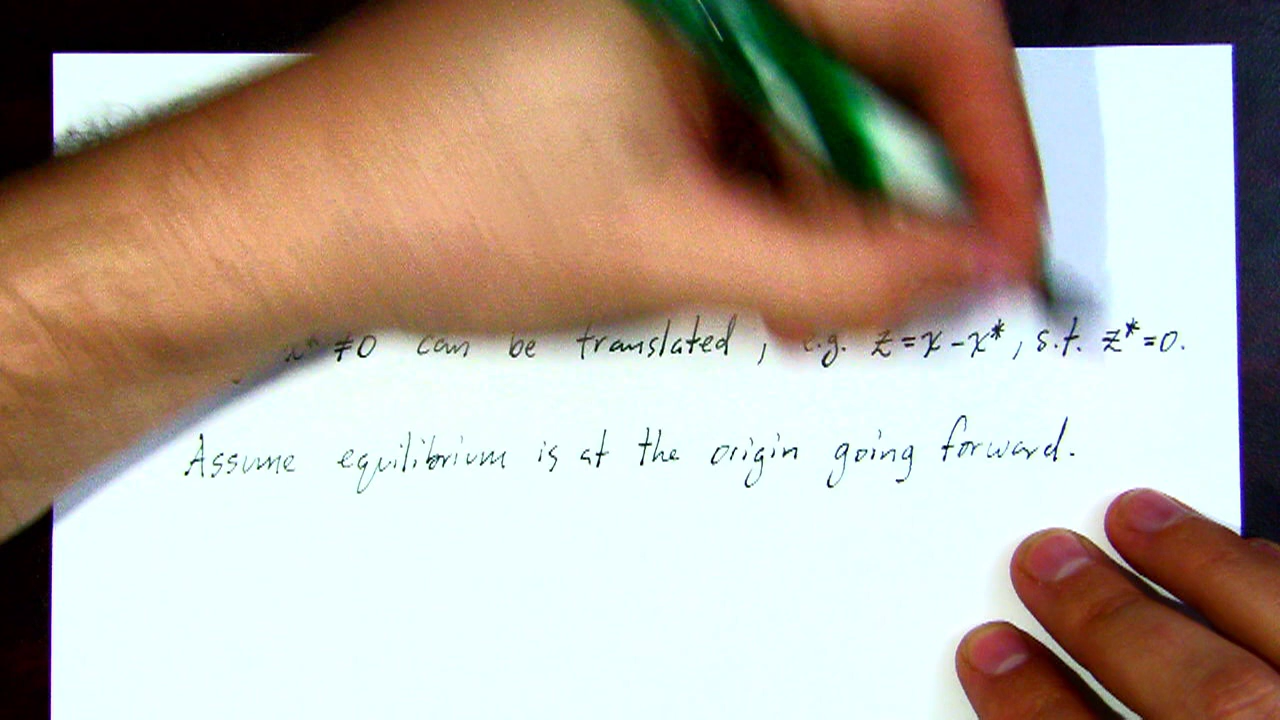 x* ≠0 can be translated, e.g. z=x-x*, s.t. z*=0.
Assume equilibrium is at the origin going forward.